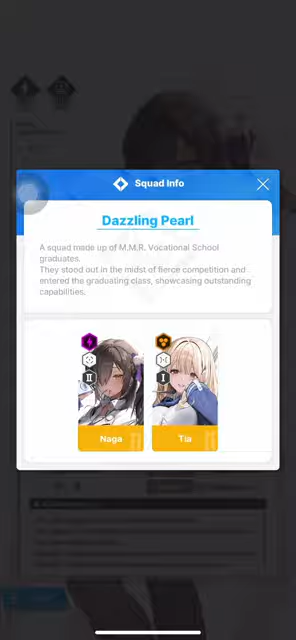 Squad Info
Dazzling Pearl
A squad made up of M.M.R. Vocational School
graduates.
They stood out in the midst of fierce competition and
entered the graduating class, showcasing outstanding
capabilities.
II
I
Naga
Tia